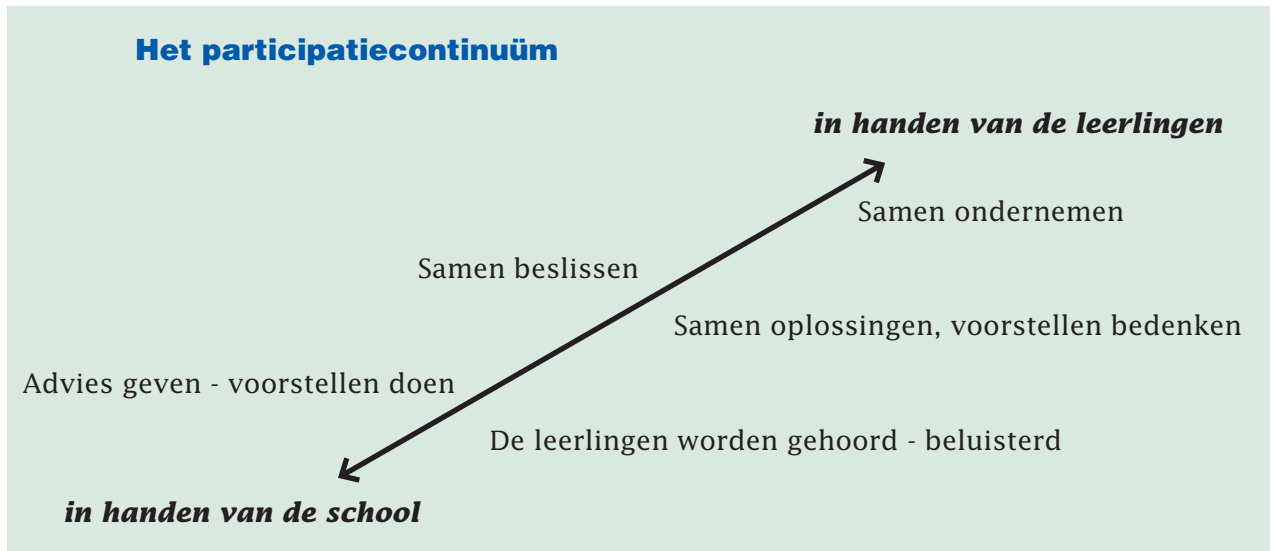 Het participatiecontinuüm
in handen van de leerlingen
Samen ondernemen
Samen beslissen
Samen oplossingen, voorstellen bedenken
Advies geven - voorstellen doen
De leerlingen worden gehoord - beluisterd
in handen van de school